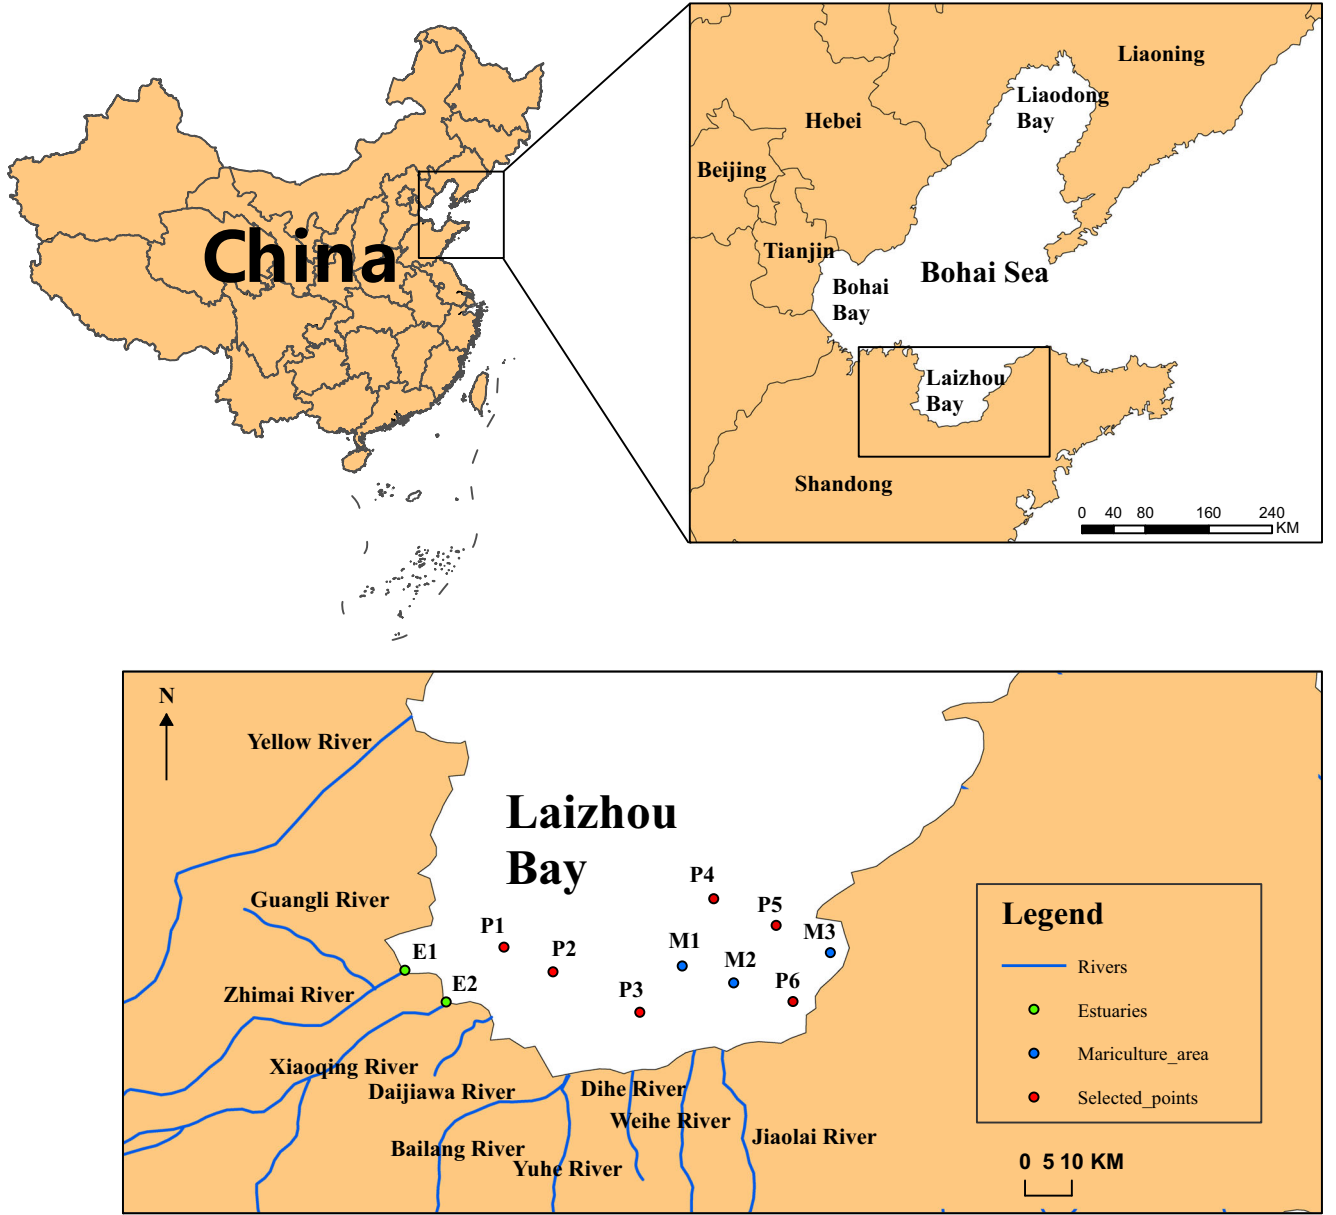 China
Liaoning
Liaodong
Bay
Hebei
Beijing
Tianjin
Bohai Sea
Bohai
Bay
Laizhou
Bay
Shandong
0 40 80 160 240
KM
N
Yellow River
Laizhou
Bay
Guangli River
P4
P5
P1
P2
M1
M2
M3
E1
E2
P3
P6
Zhimai River
Xiaoqing River
Daijiawa River
Dihe River
Weihe River
Bailang River
Yuhe River
Jiaolai River
Legend
Rivers
Estuaries
Mariculture_area
Selected_points
0 5 10 KM